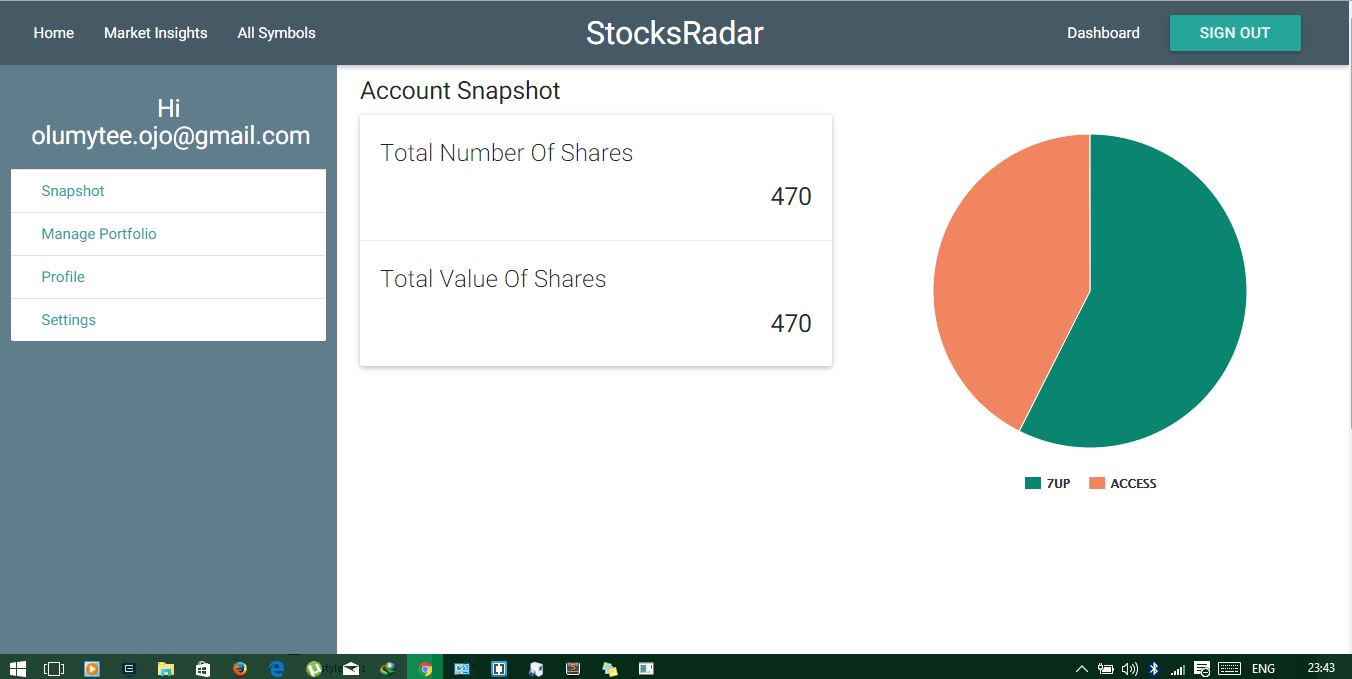 Home Market Insights All Symbols StocksRadar Dashboard SIGN OUT
Hi
olumytee.ojo@gmail.com
Snapshot
Manage Portfolio
Profile
Settings
Account Snapshot
Total Number Of Shares
470
Total Value Of Shares
470
7UP ACCESS
ENG 23:43